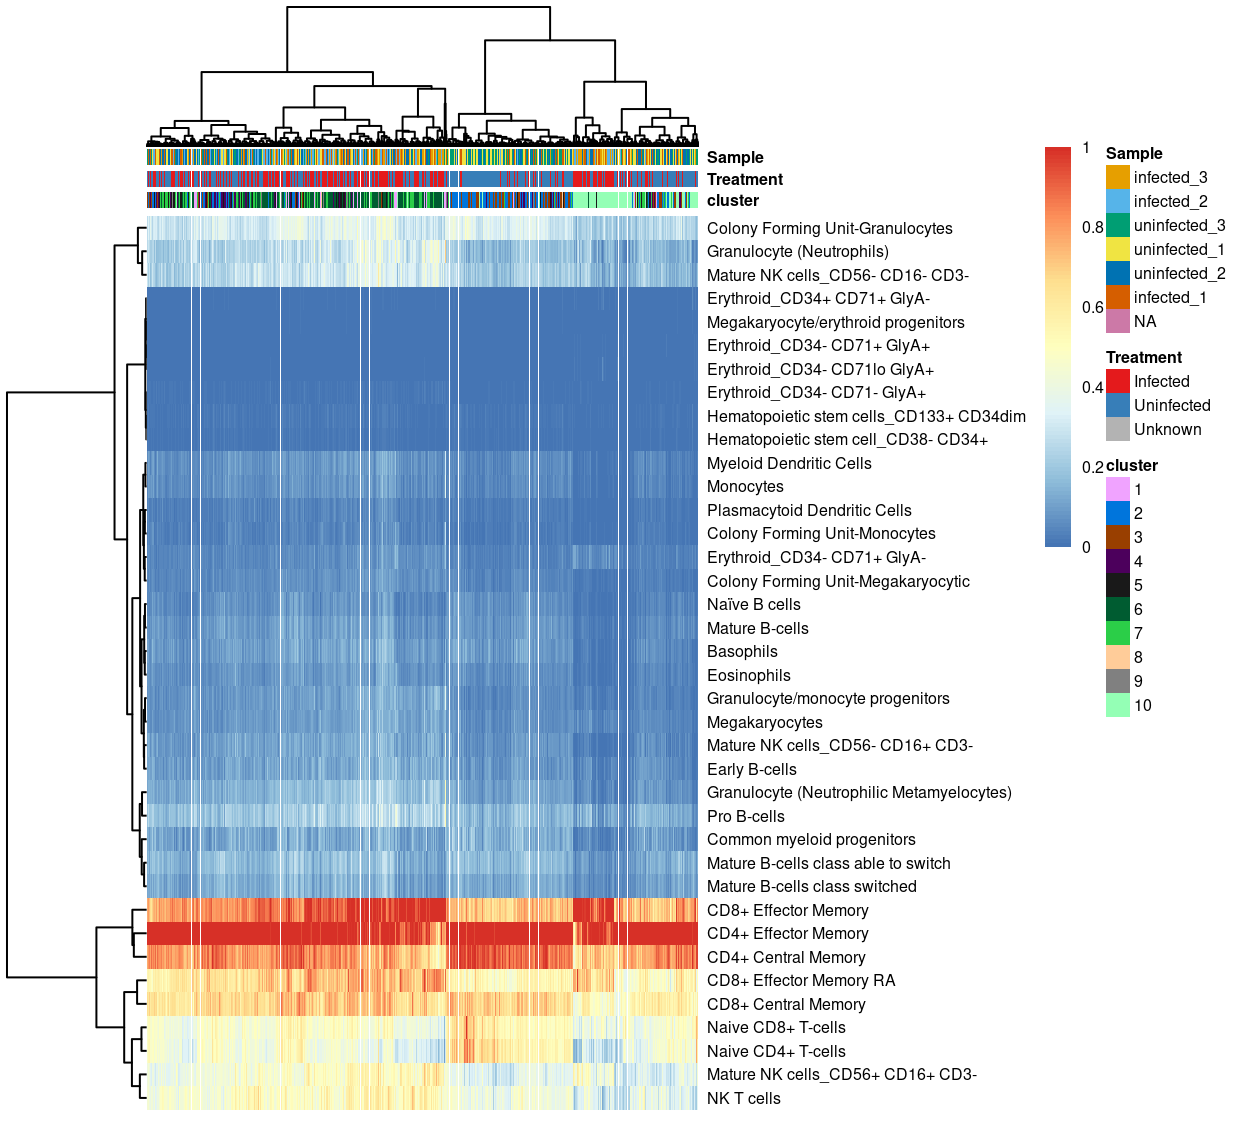 Sample
Treatment
cluster
Colony Forming Unit-Granulocytes
Granulocyte (Neutrophils)
Mature NK cells_CD56- CD16- CD3-
Erythroid_CD34+ CD71+ GlyA-
Megakaryocyte/erythroid progenitors
Erythroid_CD34- CD71+ GlyA+
Erythroid_CD34- CD71lo GlyA+
Erythroid_CD34- CD71- GlyA+
Hematopoietic stem cells_CD133+ CD34dim
Hematopoietic stem cell_CD38- CD34+
Myeloid Dendritic Cells
Monocytes
Plasmacytoid Dendritic Cells
Colony Forming Unit-Monocytes
Erythroid_CD34- CD71+ GlyA-
Colony Forming Unit-Megakaryocytic
Naïve B cells
Mature B-cells
Basophils
Eosinophils
Granulocyte/monocyte progenitors
Megakaryocytes
Mature NK cells_CD56- CD16+ CD3-
Early B-cells
Granulocyte (Neutrophilic Metamyelocytes)
Pro B-cells
Common myeloid progenitors
Mature B-cells class able to switch
Mature B-cells class switched
CD8+ Effector Memory
CD4+ Effector Memory
CD4+ Central Memory
CD8+ Effector Memory RA
CD8+ Central Memory
Naive CD8+ T-cells
Naive CD4+ T-cells
Mature NK cells_CD56+ CD16+ CD3-
NK T cells
1
0.8
0.6
0.4
0.2
0
Sample
infected_3
infected_2
uninfected_3
uninfected_1
uninfected_2
infected_1
NA
Treatment
Infected
Uninfected
Unknown
cluster
1
2
3
4
5
6
7
8
9
10